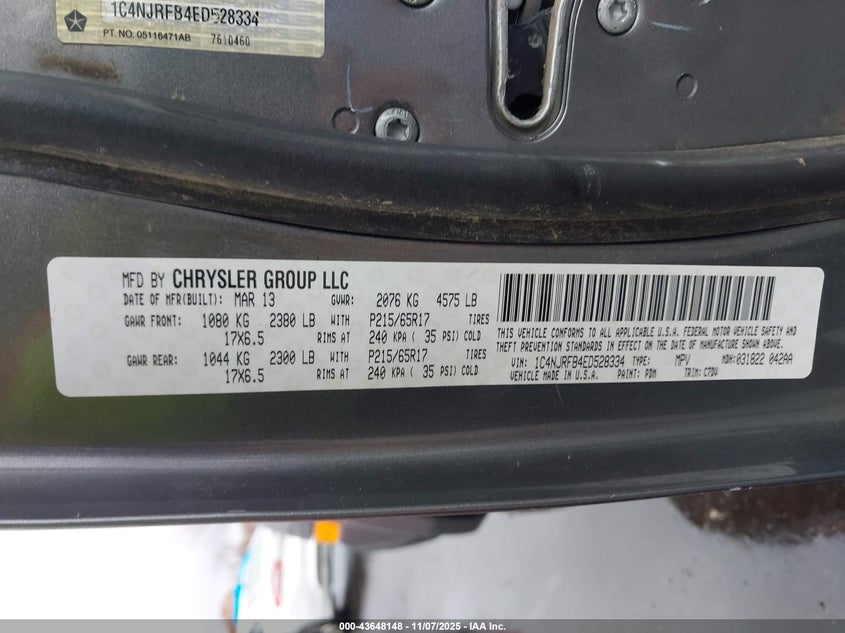 1C4NJRFB4ED528334
PT. NO. 05116471AB 7610460
MFD BY CHRYSLER GROUP LLC
DATE OF MFR(BUILT): MAR 13 GVWR: 2076 KG 4575 LB
GAWR FRONT: 1080 KG 2380 LB WITH P215/65R17 TIRES
17X6.5 RIMS AT 240 KPA ( 35 PSI) COLD
GAWR REAR: 1044 KG 2300 LB WITH P215/65R17 TIRES
17X6.5 RIMS AT 240 KPA ( 35 PSI) COLD
THIS VEHICLE CONFORMS TO ALL APPLICABLE U.S.A. FEDERAL MOTOR VEHICLE SAFETY AND
THEFT PREVENTION STANDARDS IN EFFECT ON THE DATE OF MANUFACTURE SHOWN ABOVE.
VIN: 1C4NJRFB4ED528334 TYPE: MPV MDH:031822 042AA
VEHICLE MADE IN U.S.A. PAINT: PDM TRIM: C7DV
000-43648148 - 11/07/2025 - IAA Inc.